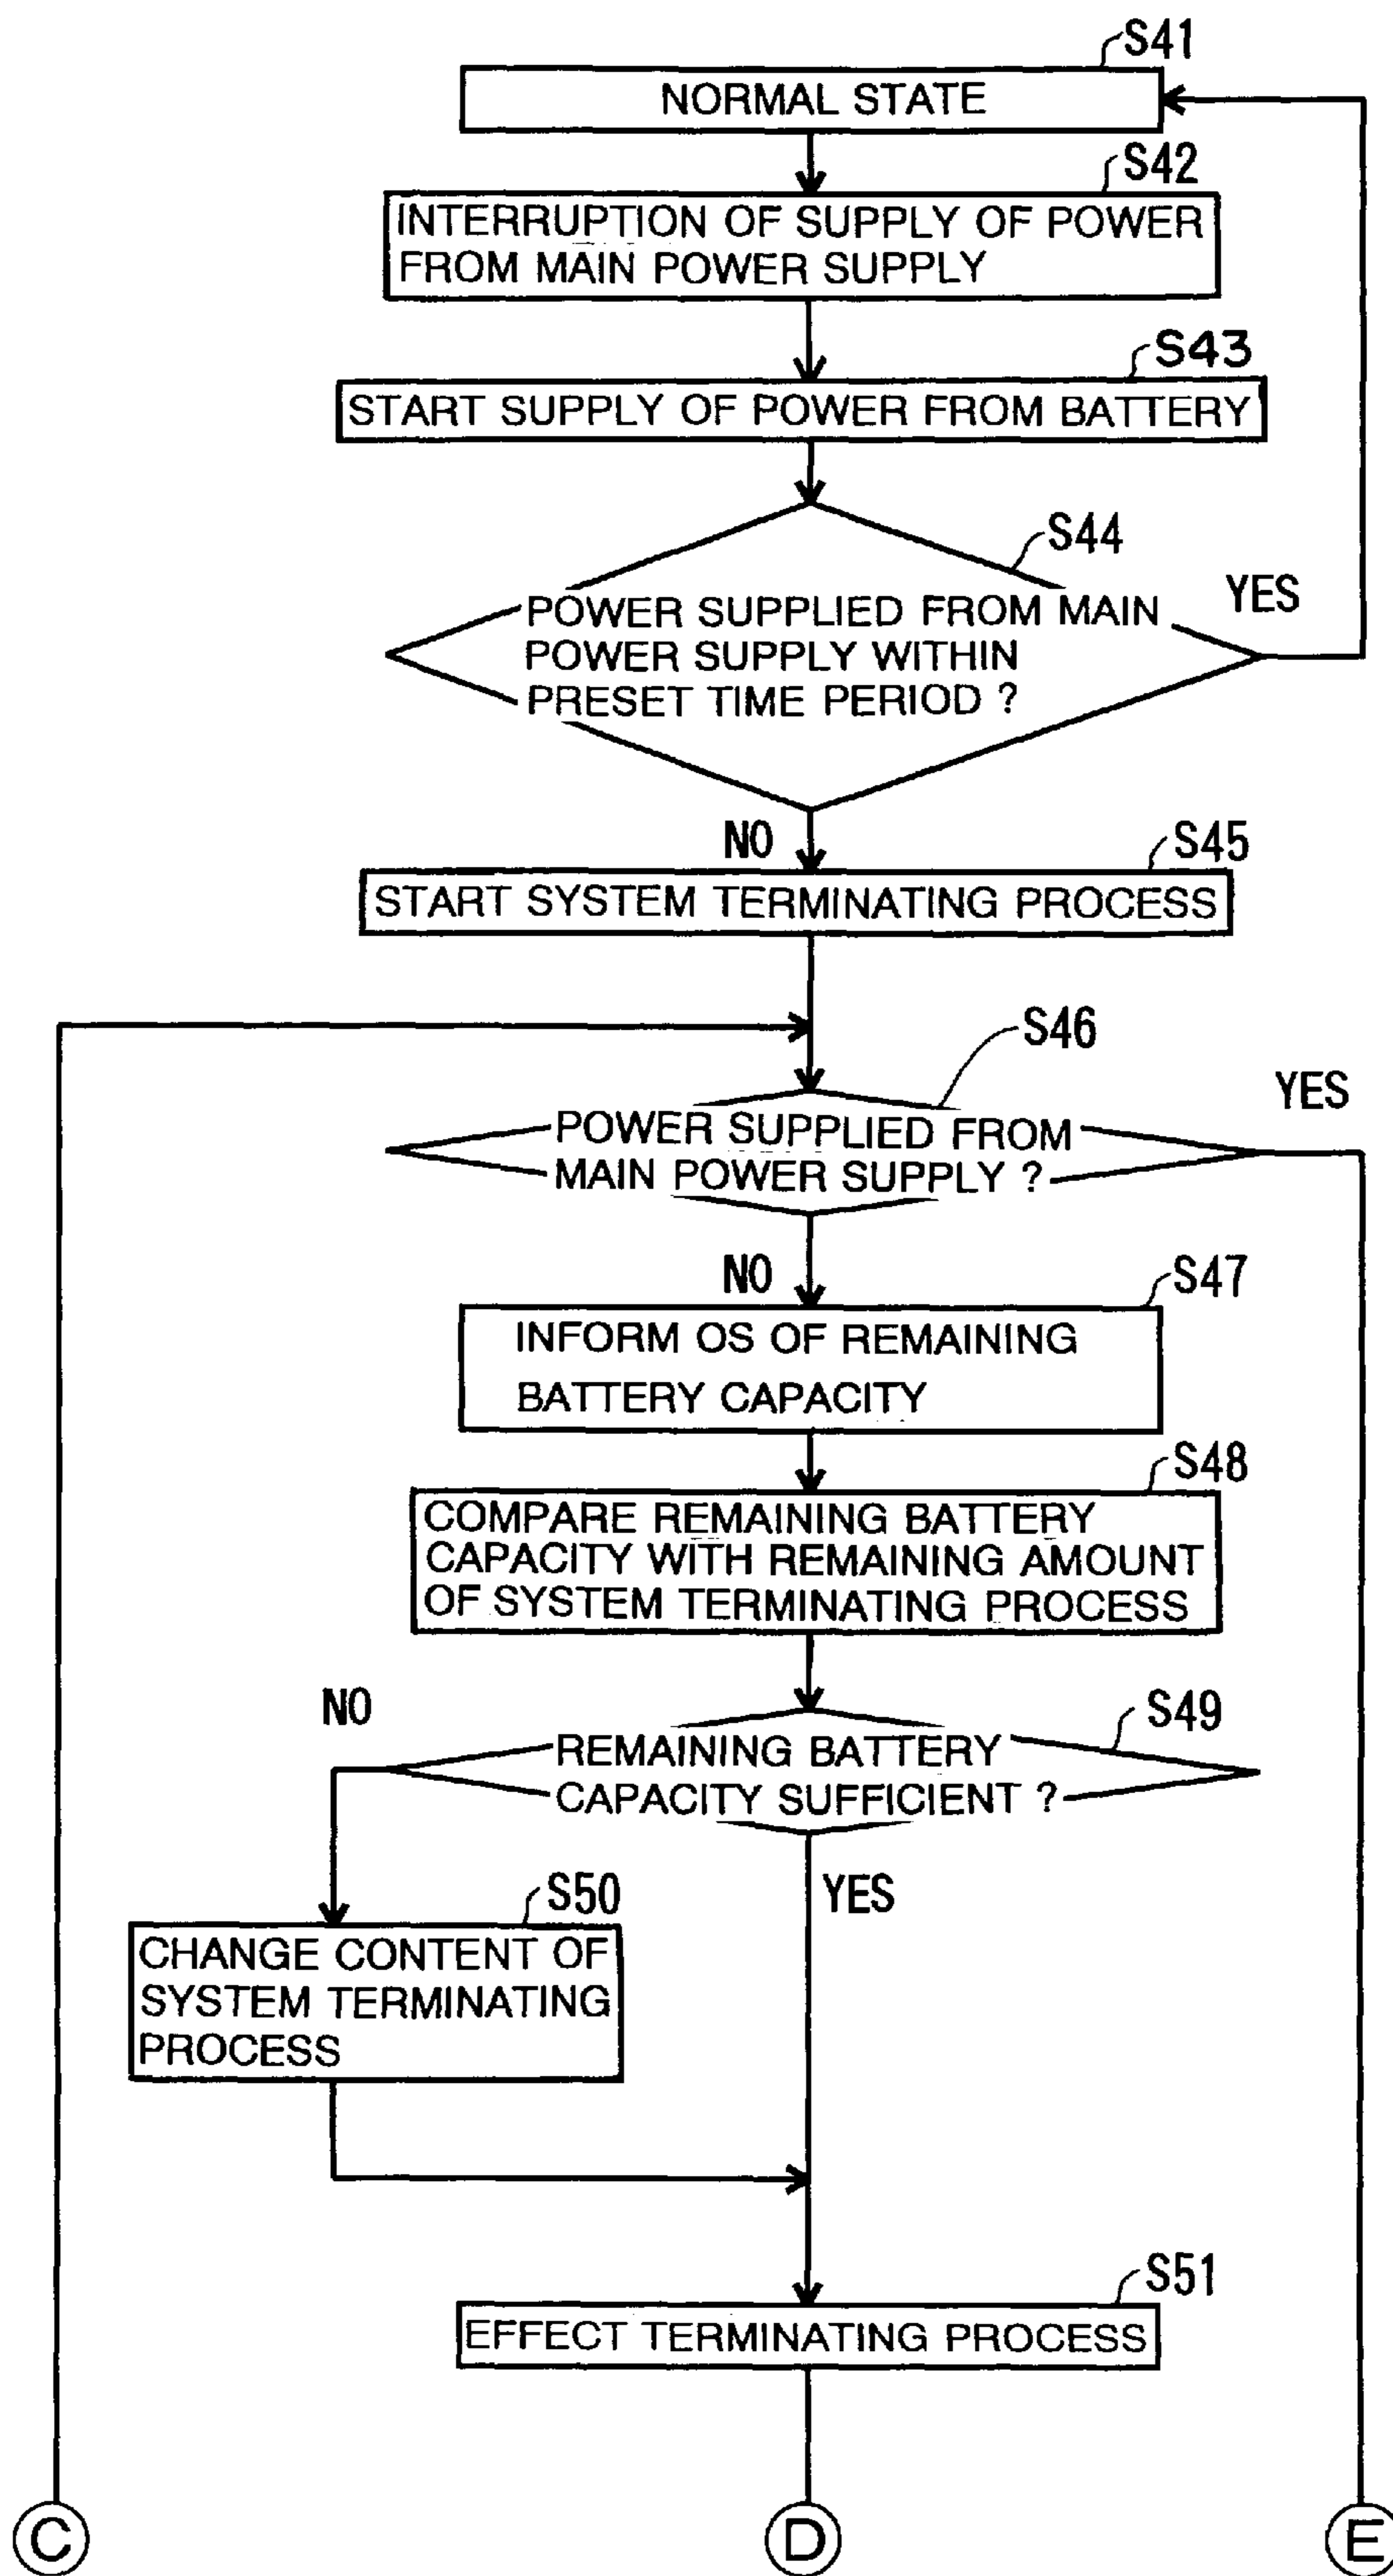 S41
NORMAL STATE
S42
INTERRUPTION OF SUPPLY OF POWER
FROM MAIN POWER SUPPLY
S43
START SUPPLY OF POWER FROM BATTERY
S44
POWER SUPPLIED FROM MAIN
POWER SUPPLY WITHIN
PRESET TIME PERIOD ?
YES
NO
S45
START SYSTEM TERMINATING PROCESS
S46
POWER SUPPLIED FROM
MAIN POWER SUPPLY ?
YES
NO
S47
INFORM OS OF REMAINING
BATTERY CAPACITY
S48
COMPARE REMAINING BATTERY
CAPACITY WITH REMAINING AMOUNT
OF SYSTEM TERMINATING PROCESS
NO
S49
REMAINING BATTERY
CAPACITY SUFFICIENT ?
YES
S50
CHANGE CONTENT OF
SYSTEM TERMINATING
PROCESS
S51
EFFECT TERMINATING PROCESS
C
D
E